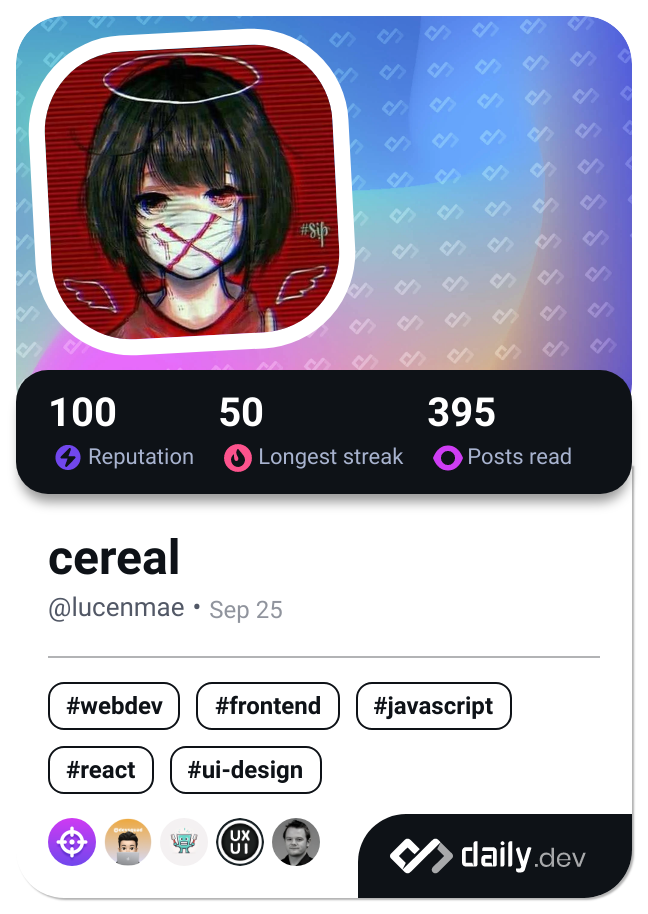 #Sip
100 50 395
Reputation Longest streak Posts read
cereal
@lucenmae • Sep 25
#webdev #frontend #javascript
#react #ui-design
UX
UI
daily.dev